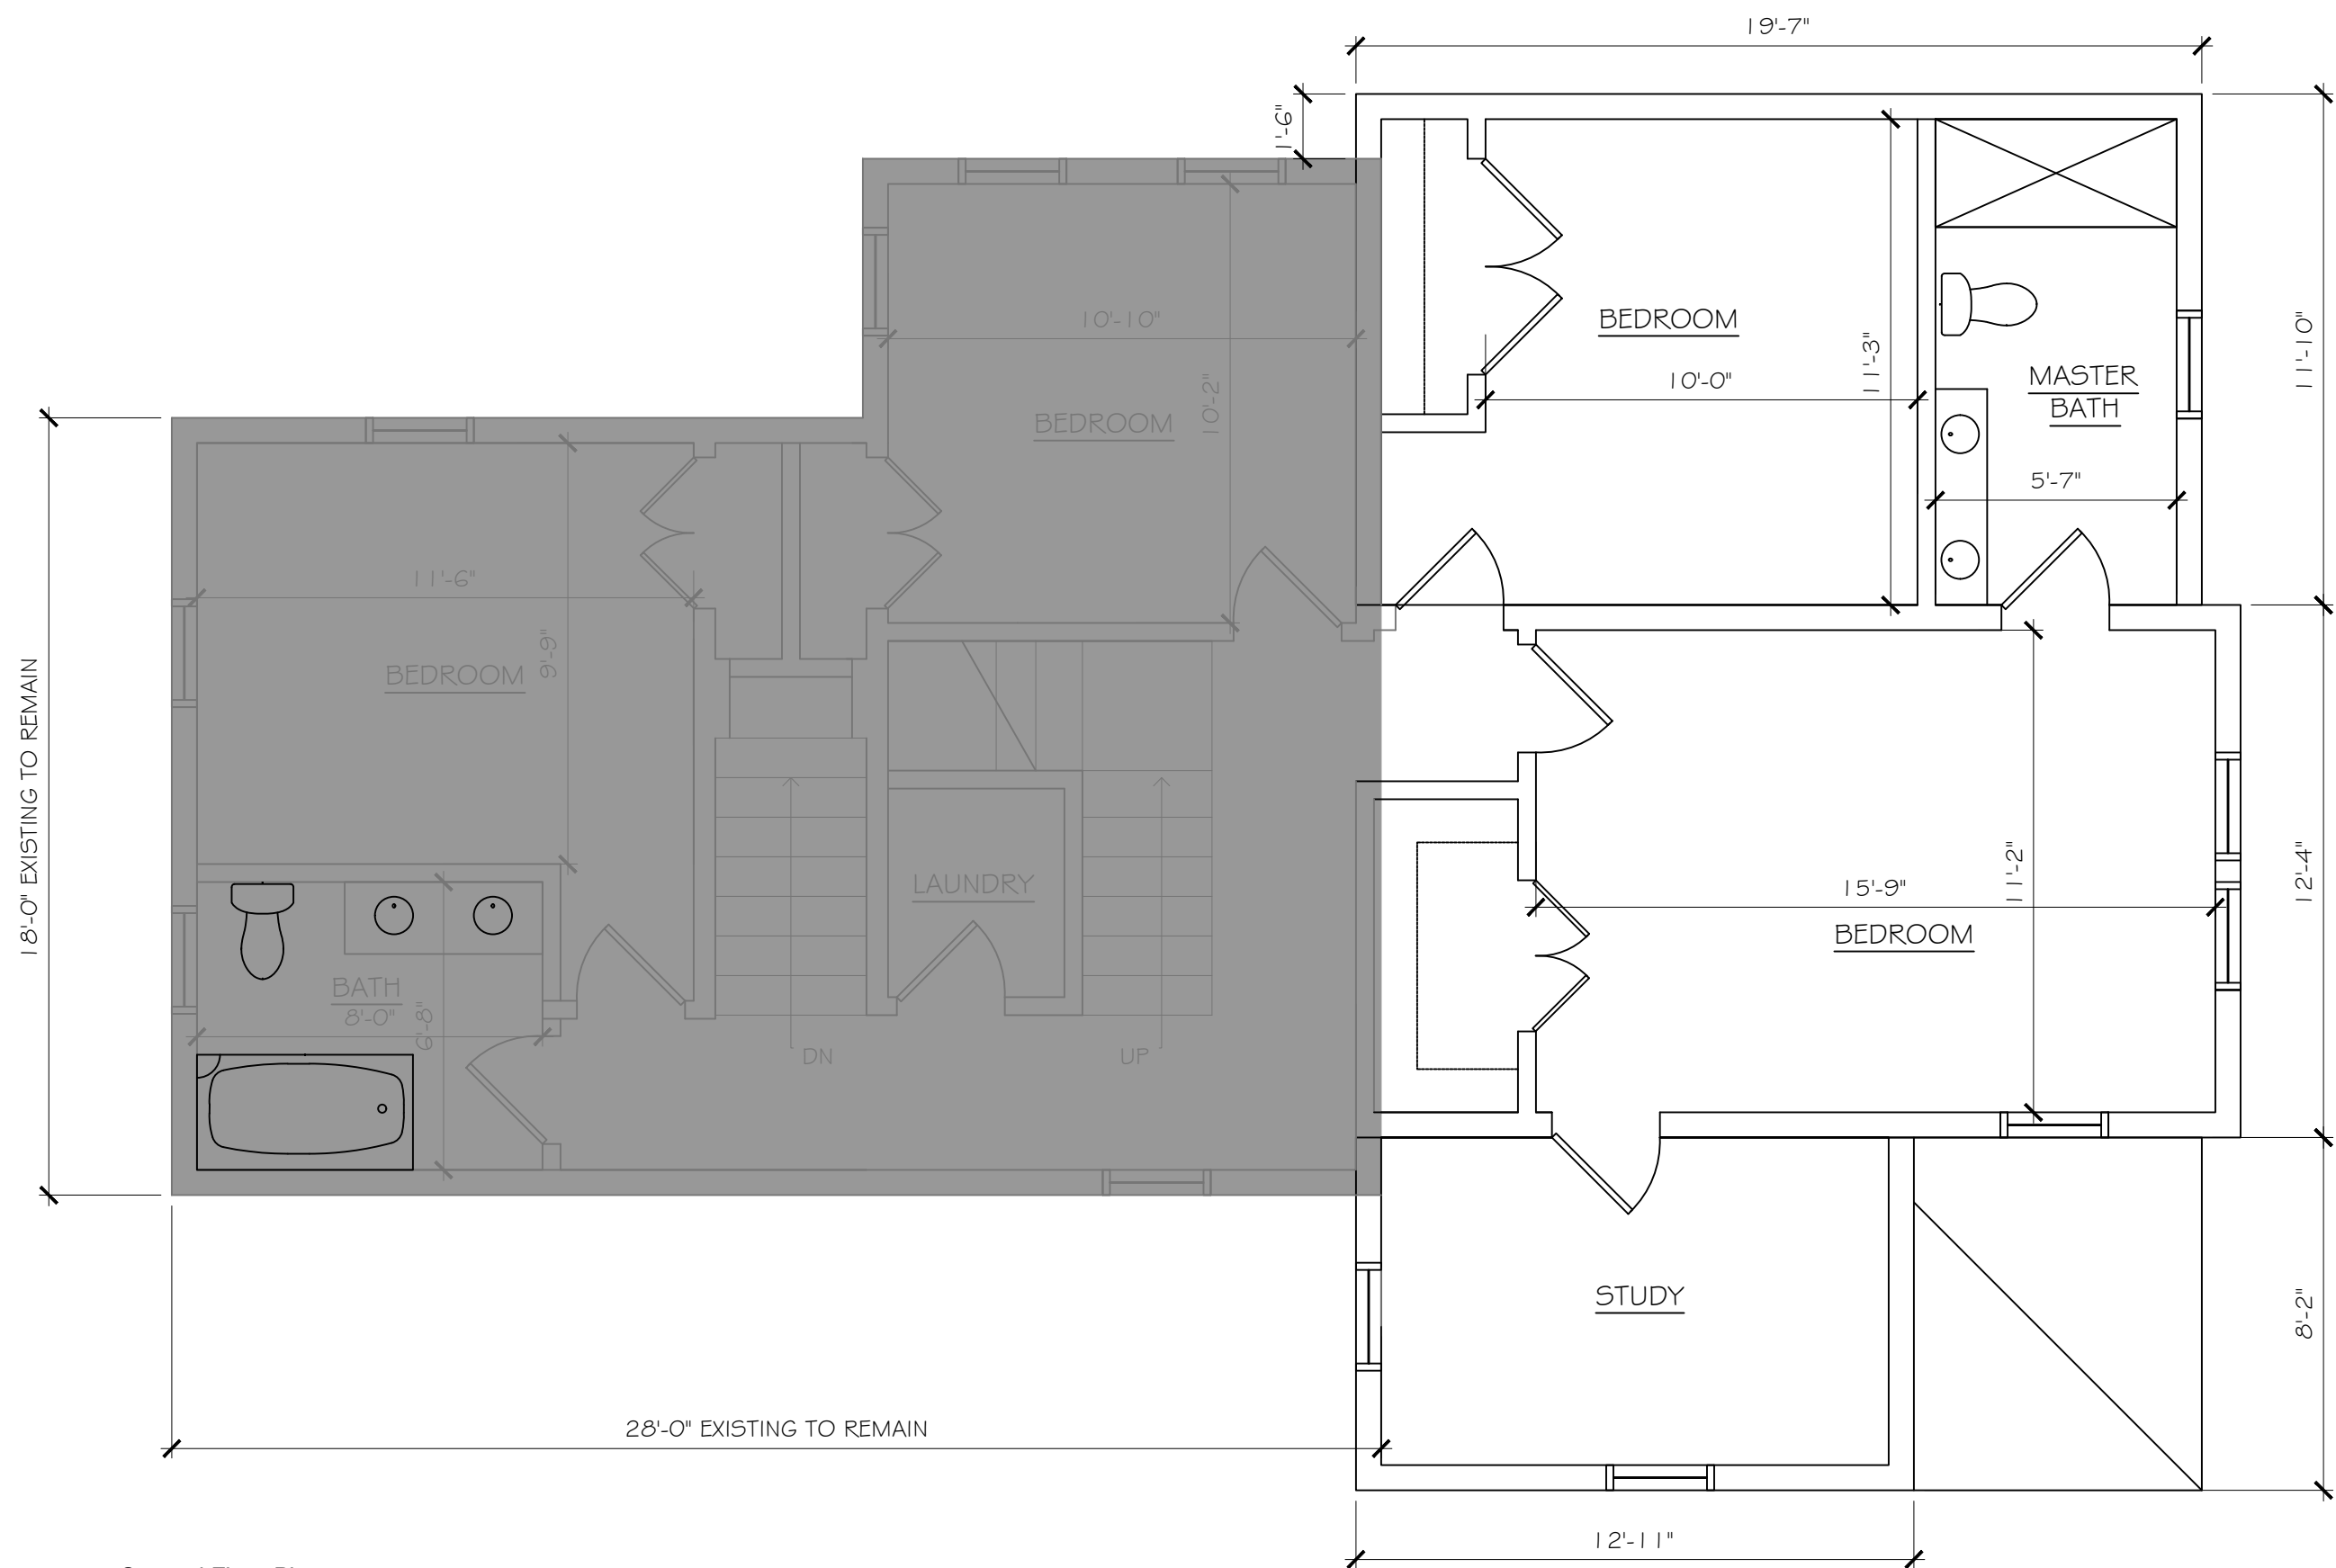 19'-7"
1'-6"
10'-10"
BEDROOM
10'-2"
BEDROOM
11'-3"
10'-0"
MASTER
BATH
5'-7"
11'-10"
18'-0" EXISTING TO REMAIN
11'-6"
9'-9"
BEDROOM
LAUNDRY
BATH
8'-0"
6'-8"
DN
UP
15'-9"
11'-2"
BEDROOM
12'-4"
STUDY
8'-2"
28'-0" EXISTING TO REMAIN
12'-11"